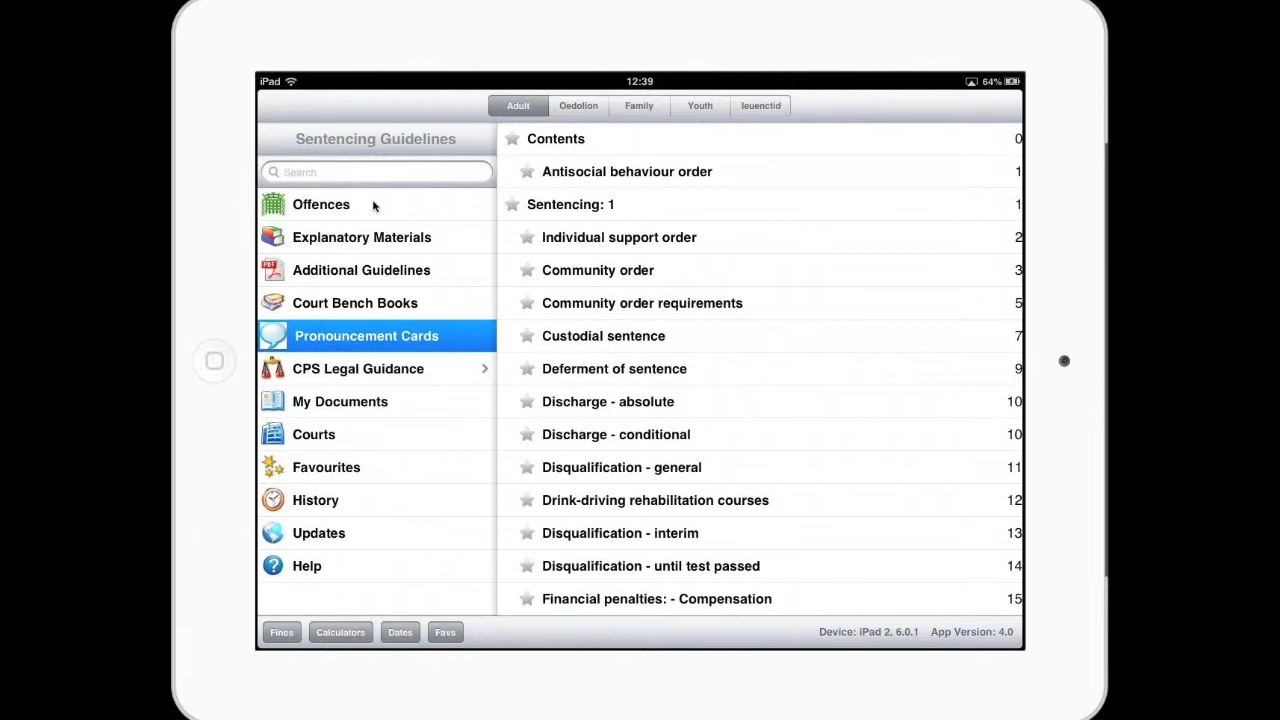 iPad 12:39 64%
Adult Oedolion Family Youth Ieuenctid
Sentencing Guidelines
Search
Offences
Explanatory Materials
PDF
Additional Guidelines
Court Bench Books
Pronouncement Cards
CPS Legal Guidance
My Documents
Courts
Favourites
History
Updates
Help
Contents 0
Antisocial behaviour order 1
Sentencing: 1 1
Individual support order 2
Community order 3
Community order requirements 5
Custodial sentence 7
Deferment of sentence 9
Discharge - absolute 10
Discharge - conditional 10
Disqualification - general 11
Drink-driving rehabilitation courses 12
Disqualification - interim 13
Disqualification - until test passed 14
Financial penalties: - Compensation 15
Fines Calculators Dates Favs
Device: iPad 2, 6.0.1 App Version: 4.0